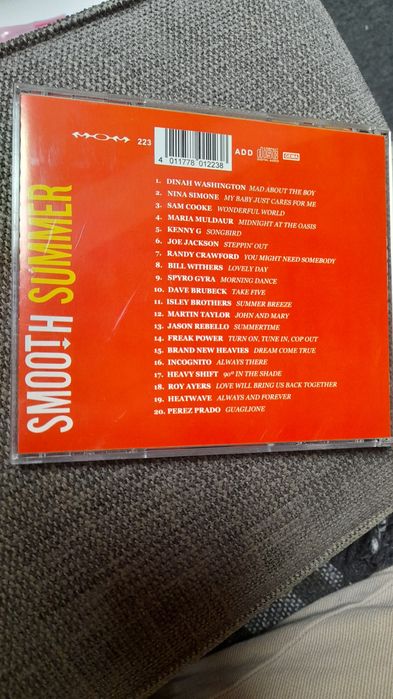 MOM 223 ADD COMPACT disc DIGITAL AUDIO
4 011778 012238
SMOOTH SUMMER
1. DINAH WASHINGTON MAD ABOUT THE BOY
2. NINA SIMONE MY BABY JUST CARES FOR ME
3. SAM COOKE WONDERFUL WORLD
4. MARIA MULDAUR MIDNIGHT AT THE OASIS
5. KENNY G SONGBIRD
6. JOE JACKSON STEPPIN' OUT
7. RANDY CRAWFORD YOU MIGHT NEED SOMEBODY
8. BILL WITHERS LOVELY DAY
9. SPYRO GYRA MORNING DANCE
10. DAVE BRUBECK TAKE FIVE
11. ISLEY BROTHERS SUMMER BREEZE
12. MARTIN TAYLOR JOHN AND MARY
13. JASON REBELLO SUMMERTIME
14. FREAK POWER TURN ON, TUNE IN, COP OUT
15. BRAND NEW HEAVIES DREAM COME TRUE
16. INCOGNITO ALWAYS THERE
17. HEAVY SHIFT 90º IN THE SHADE
18. ROY AYERS LOVE WILL BRING US BACK TOGETHER
19. HEATWAVE ALWAYS AND FOREVER
20. PEREZ PRADO GUAGLIONE